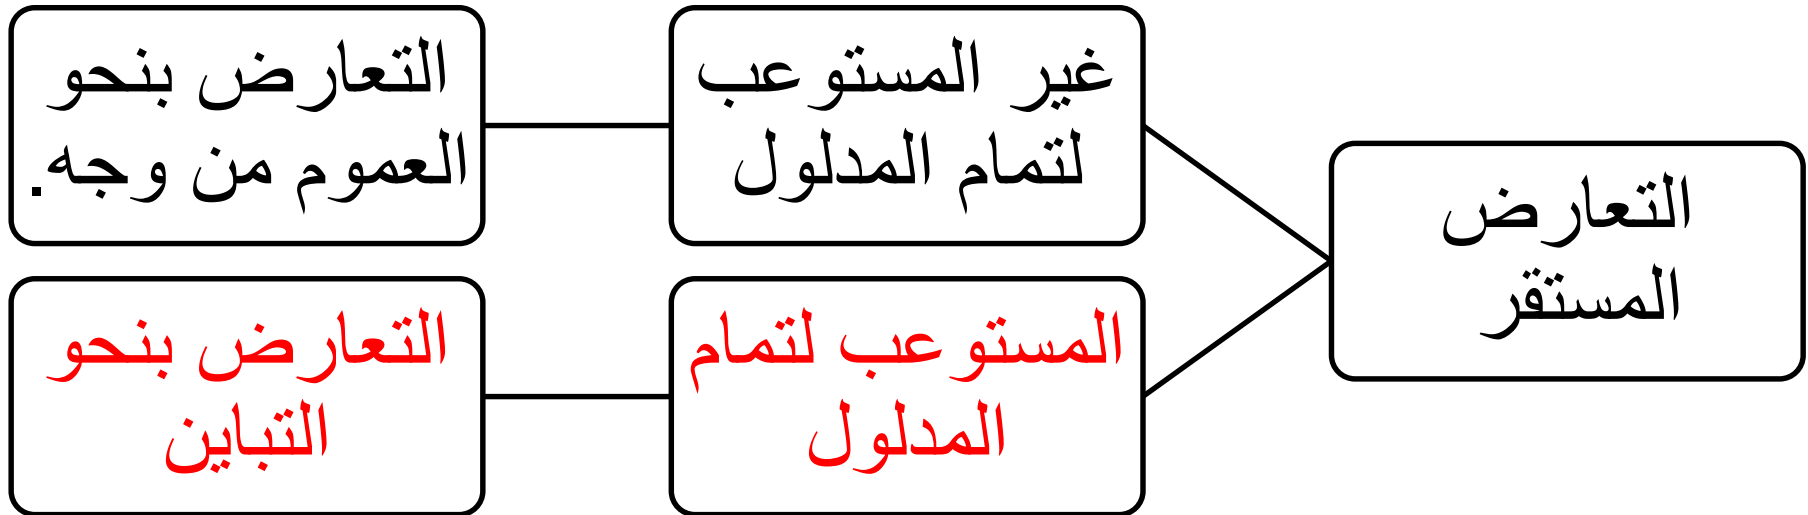 التعارض
المستقر
غير المستوعب
لتمام المدلول
التعارض بنحو
العموم من وجه.
المستوعب لتمام
المدلول
التعارض بنحو
التباين